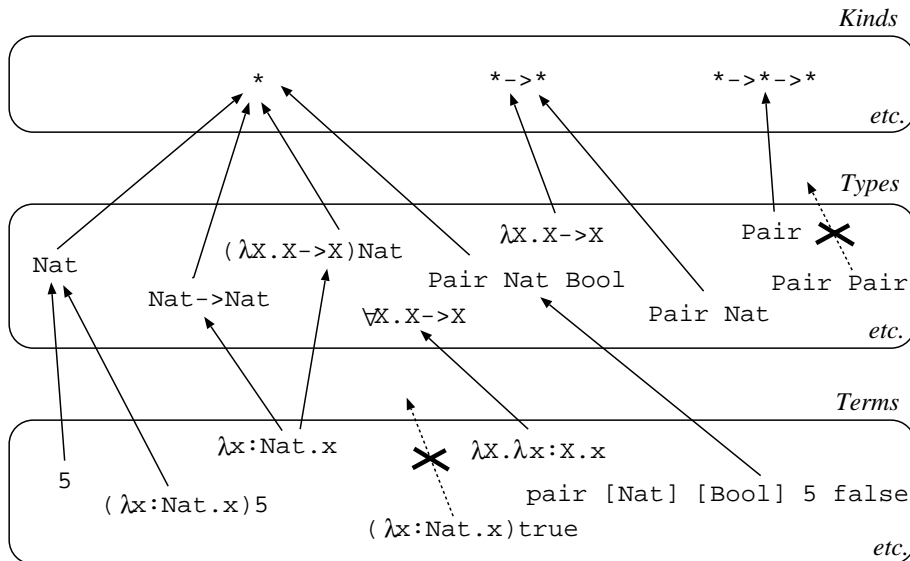 Kinds
* *->* *->*->*
etc.
Types
λX.X->X Pair
(λX.X->X)Nat
Nat
Pair Nat Bool Pair Pair
Nat->Nat
∀X.X->X Pair Nat
etc.
Terms
λx:Nat.x λX.λx:X.x
5
pair [Nat] [Bool] 5 false
(λx:Nat.x)5
(λx:Nat.x)true
etc.